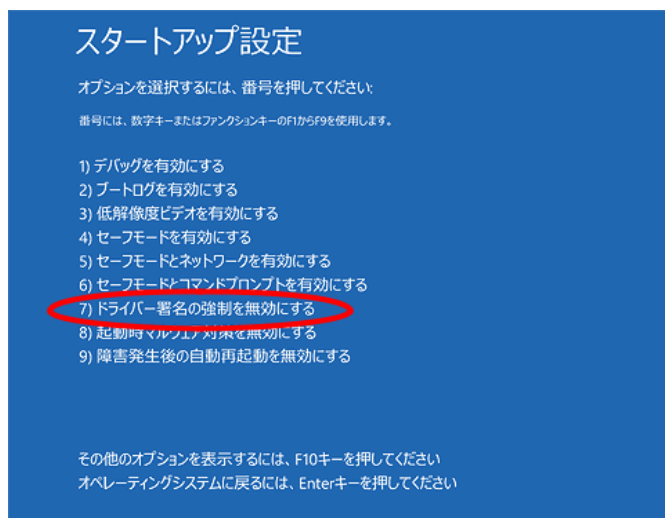 スタートアップ設定
オプションを選択するには、番号を押してください:
番号には、数字キーまたはファンクションキーのF1からF9を使用します。
1) デバッグを有効にする
2) ブートログを有効にする
3) 低解像度ビデオを有効にする
4) セーフモードを有効にする
5) セーフモードとネットワークを有効にする
6) セーフモードとコマンドプロンプトを有効にする
7) ドライバー署名の強制を無効にする
8) 起動時マルウェア対策を無効にする
9) 障害発生後の自動再起動を無効にする
その他のオプションを表示するには、F10キーを押してください
オペレーティングシステムに戻るには、Enterキーを押してください